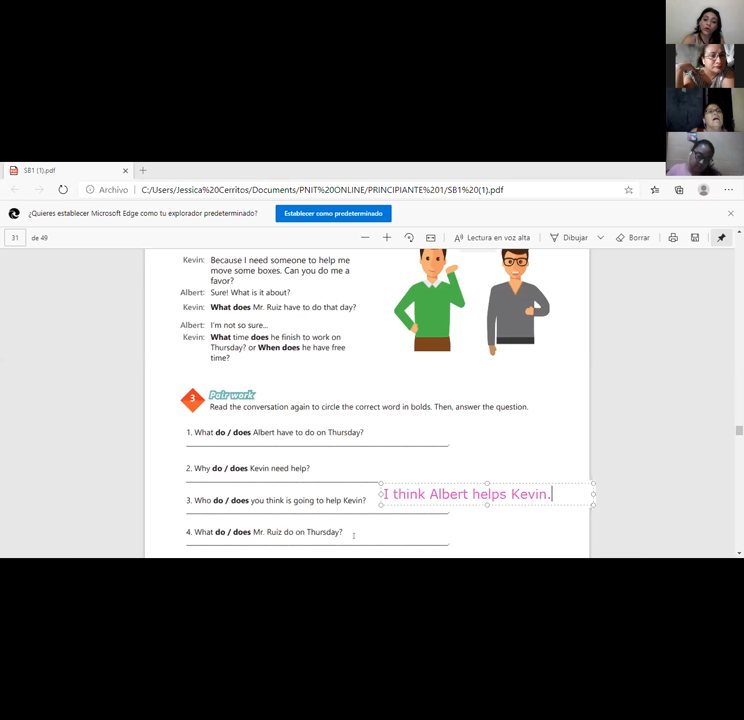 SB1 (1).pdf
Archivo
C:/Users/Jessica%20Cerritos/Documents/PNIT%20ONLINE/PRINCIPIANTE%201/SB1%20(1).pdf
¿Quieres establecer Microsoft Edge como tu explorador predeterminado?
Establecer como predeterminado
31 de 49
Lectura en voz alta
Dibujar
Borrar
Kevin: Because I need someone to help me
move some boxes. Can you do me a
favor?
Albert: Sure! What is it about?
Kevin: What does Mr. Ruiz have to do that day?
Albert: I'm not so sure...
Kevin: What time does he finish to work on
Thursday? or When does he have free
time?
3 Pair work
Read the conversation again to circle the correct word in bolds. Then, answer the question.
1. What do / does Albert have to do on Thursday?
2. Why do / does Kevin need help?
3. Who do / does you think is going to help Kevin?
I think Albert helps Kevin.
4. What do / does Mr. Ruiz do on Thursday?